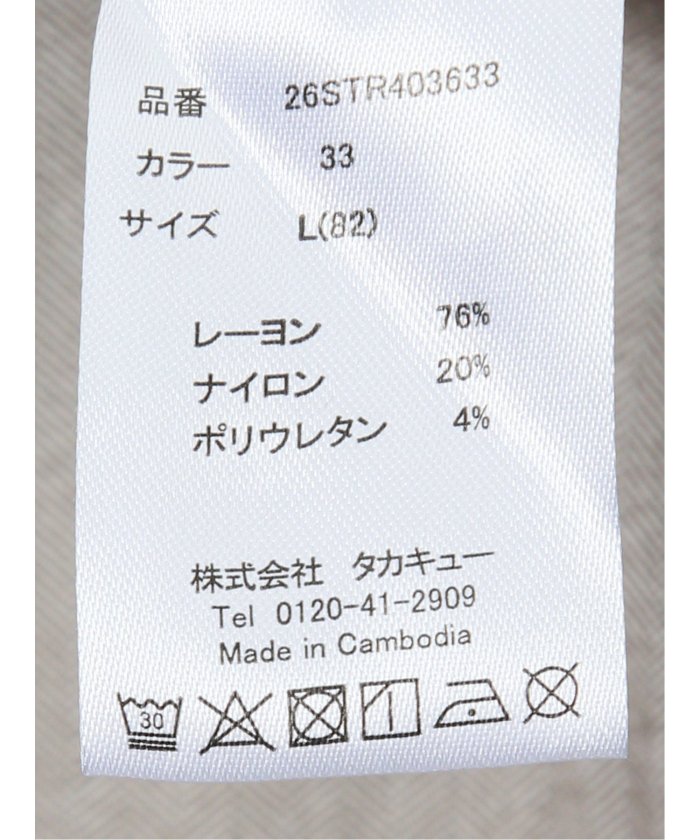 品番 26STR403633
カラー 33
サイズ L(82)
レーヨン 76%
ナイロン 20%
ポリウレタン 4%
株式会社 タカキュー
Tel 0120-41-2909
Made in Cambodia
30